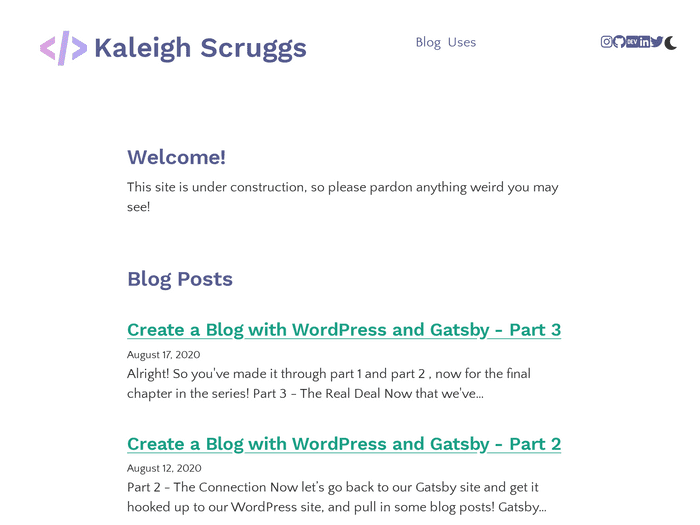 </> Kaleigh Scruggs
Blog Uses
DEV in
Welcome!
This site is under construction, so please pardon anything weird you may
see!
Blog Posts
Create a Blog with WordPress and Gatsby - Part 3
August 17, 2020
Alright! So you've made it through part 1 and part 2 , now for the final
chapter in the series! Part 3 - The Real Deal Now that we've...
Create a Blog with WordPress and Gatsby - Part 2
August 12, 2020
Part 2 - The Connection Now let's go back to our Gatsby site and get it
hooked up to our WordPress site, and pull in some blog posts! Gatsby...